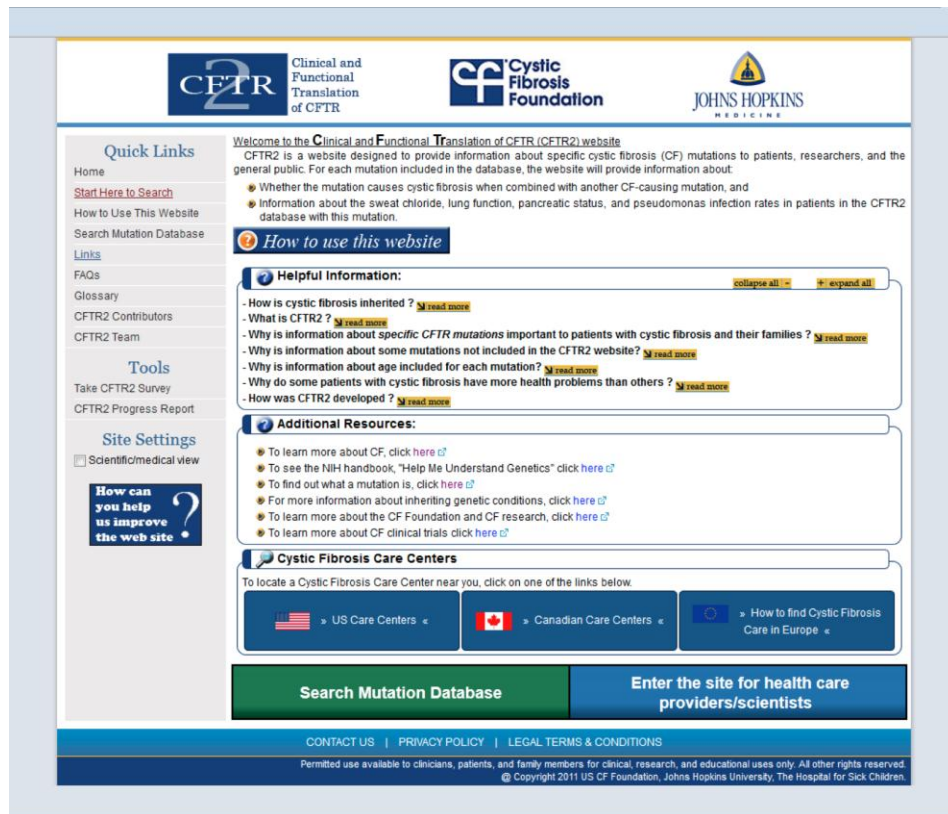 CFTR2
Clinical and
Functional
Translation
of CFTR
CF Cystic
Fibrosis
Foundation
JOHNS HOPKINS
MEDICINE
Quick Links
Home
Start Here to Search
How to Use This Website
Search Mutation Database
Links
FAQs
Glossary
CFTR2 Contributors
CFTR2 Team
Tools
Take CFTR2 Survey
CFTR2 Progress Report
Site Settings
Scientific/medical view
How can
you help
us improve
the web site ?
Welcome to the Clinical and Functional Translation of CFTR (CFTR2) website
CFTR2 is a website designed to provide information about specific cystic fibrosis (CF) mutations to patients, researchers, and the
general public. For each mutation included in the database, the website will provide information about:
Whether the mutation causes cystic fibrosis when combined with another CF-causing mutation, and
Information about the sweat chloride, lung function, pancreatic status, and pseudomonas infection rates in patients in the CFTR2
database with this mutation.
? How to use this website
? Helpful Information:
collapse all - + expand all
- How is cystic fibrosis inherited ? read more
- What is CFTR2 ? read more
- Why is information about specific CFTR mutations important to patients with cystic fibrosis and their families ? read more
- Why is information about some mutations not included in the CFTR2 website? read more
- Why is information about age included for each mutation? read more
- Why do some patients with cystic fibrosis have more health problems than others ? read more
- How was CFTR2 developed ? read more
? Additional Resources:
To learn more about CF, click here
To see the NIH handbook, "Help Me Understand Genetics" click here
To find out what a mutation is, click here
For more information about inheriting genetic conditions, click here
To learn more about the CF Foundation and CF research, click here
To learn more about CF clinical trials click here
Cystic Fibrosis Care Centers
To locate a Cystic Fibrosis Care Center near you, click on one of the links below.
» US Care Centers «
» Canadian Care Centers «
» How to find Cystic Fibrosis
Care in Europe «
Search Mutation Database
Enter the site for health care
providers/scientists
CONTACT US | PRIVACY POLICY | LEGAL TERMS & CONDITIONS
Permitted use available to clinicians, patients, and family members for clinical, research, and educational uses only. All other rights reserved.
@ Copyright 2011 US CF Foundation, Johns Hopkins University, The Hospital for Sick Children.